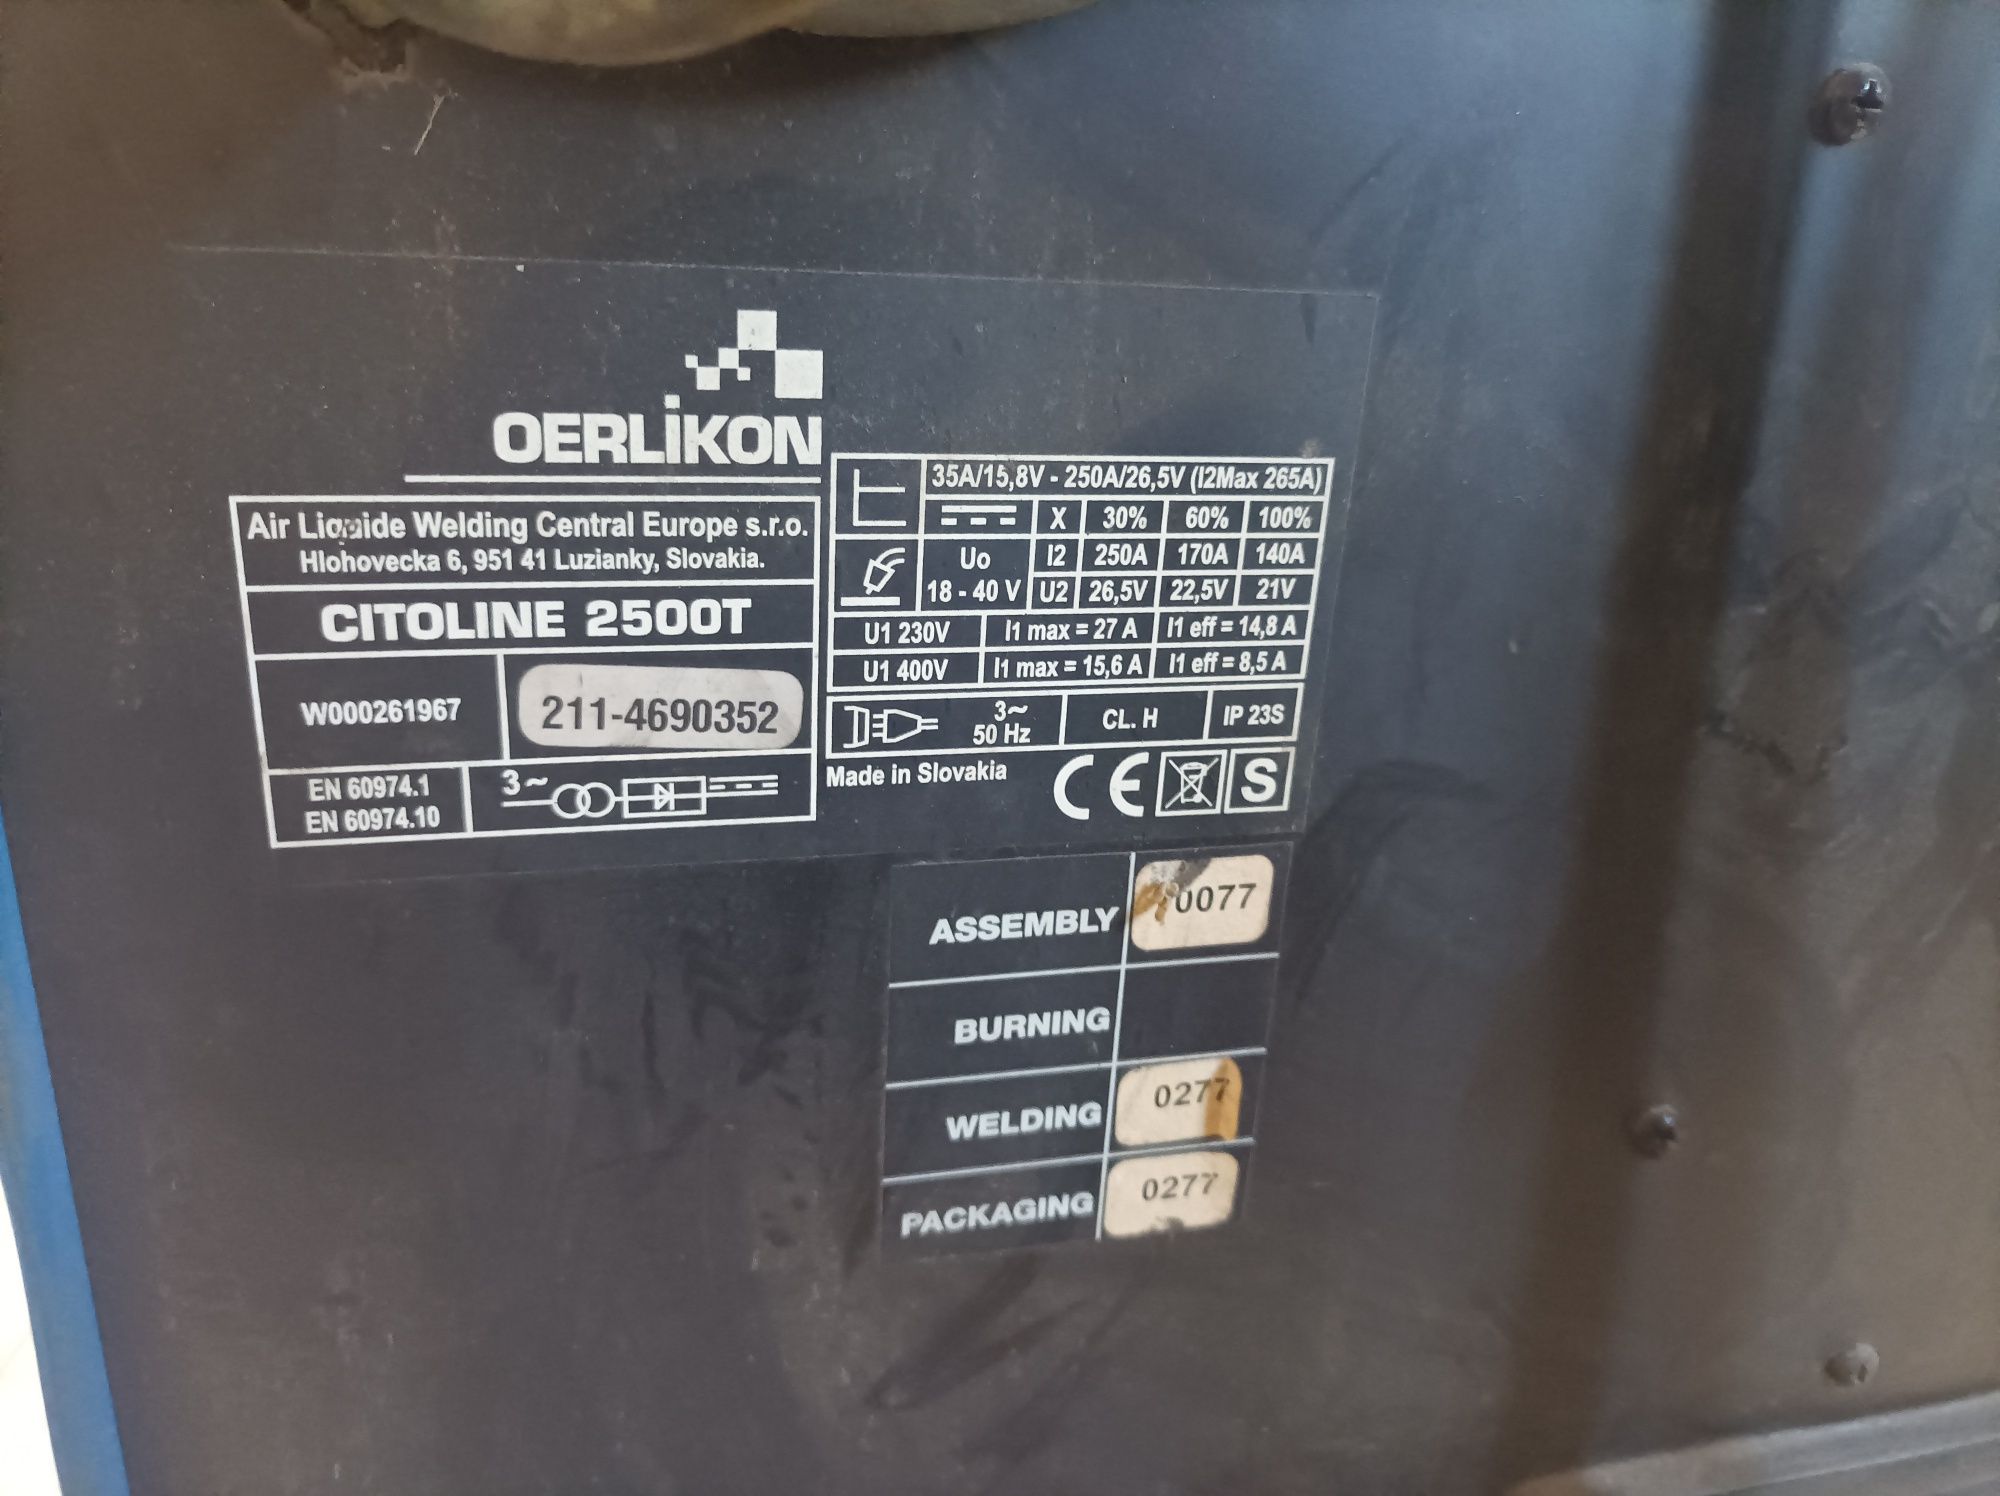 OERLiKON
Air Liquide Welding Central Europe s.r.o.
Hlohovecka 6, 951 41 Luzianky, Slovakia.
CITOLINE 2500T
W000261967
211-4690352
EN 60974.1
EN 60974.10
3~
35A/15,8V - 250A/26,5V (I2Max 265A)
X 30% 60% 100%
Uo
18 - 40 V
I2 250A 170A 140A
U2 26,5V 22,5V 21V
U1 230V I1 max = 27 A I1 eff = 14,8 A
U1 400V I1 max = 15,6 A I1 eff = 8,5 A
3~
50 Hz
CL. H
IP 23S
Made in Slovakia
CE
S
ASSEMBLY
BURNING
WELDING 0277
PACKAGING 0277